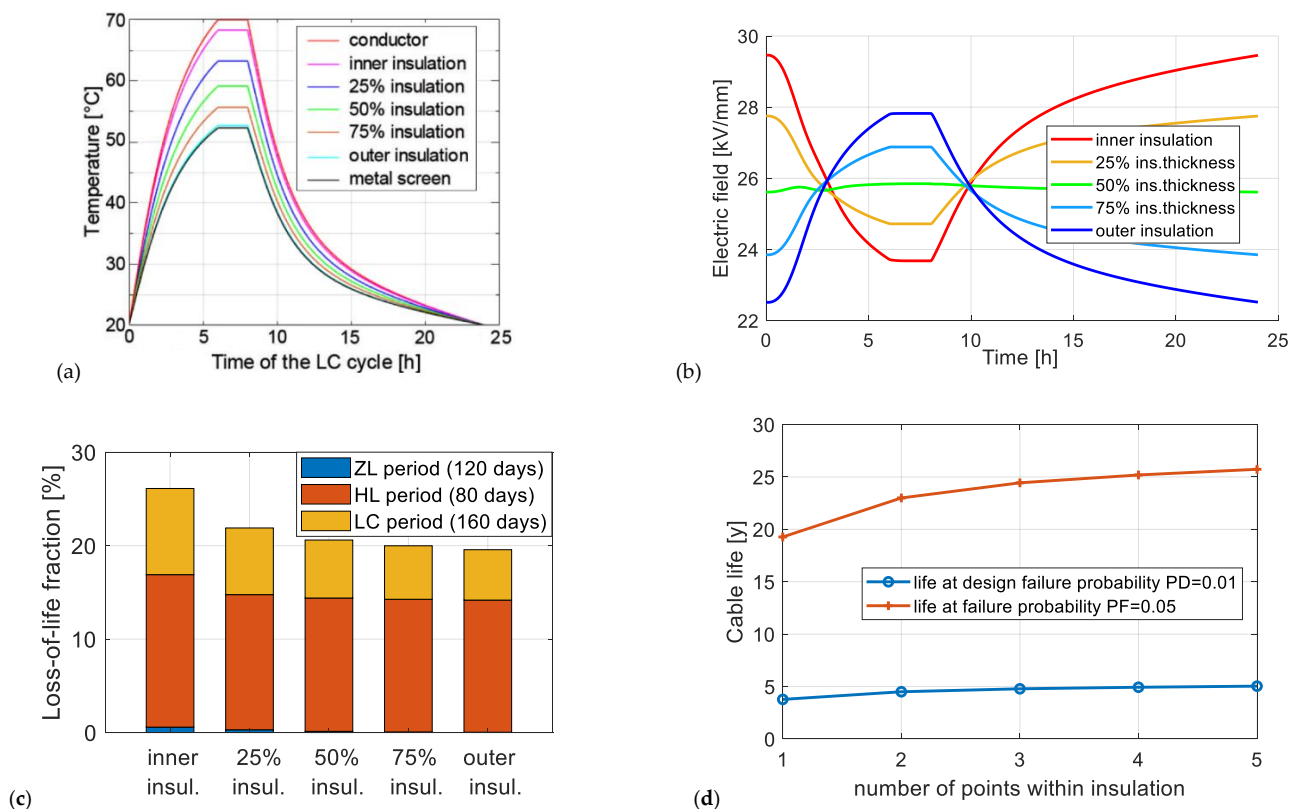 70
60
50
40
30
20
Temperature [°C]
conductor
inner insulation
25% insulation
50% insulation
75% insulation
outer insulation
metal screen
0
5
10
15
20
25
Time of the LC cycle [h]
(a)
30
28
26
24
22
Electric field [kV/mm]
inner insulation
25% ins.thickness
50% ins.thickness
75% ins.thickness
outer insulation
0
5
10
15
20
25
Time [h]
(b)
30
20
10
0
Loss-of-life fraction [%]
ZL period (120 days)
HL period (80 days)
LC period (160 days)
inner insul.
25% insul.
50% insul.
75% insul.
outer insul.
(c)
30
25
20
15
10
5
0
Cable life [y]
life at design failure probability PD=0.01
life at failure probability PF=0.05
1
2
3
4
5
number of points within insulation
(d)